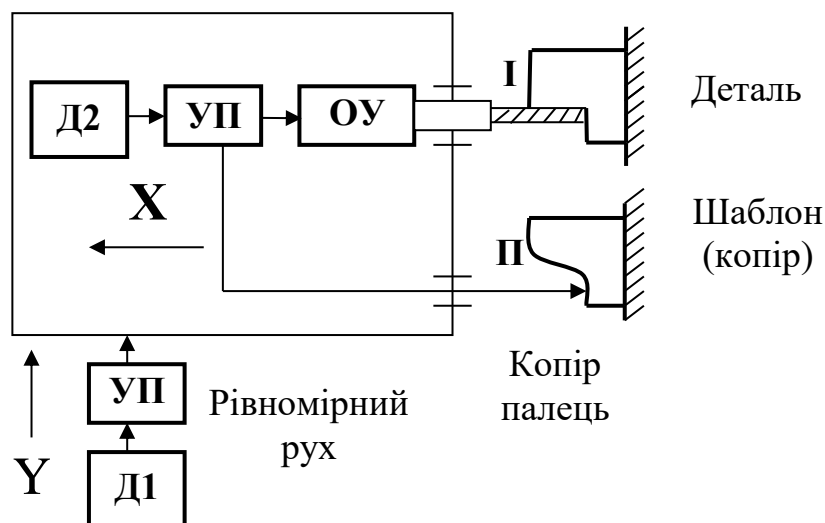 I
Деталь
Д2
УП
ОУ
X
П
Шаблон
(копір)
УП
Рівномірний
рух
Копір
палець
Y
Д1